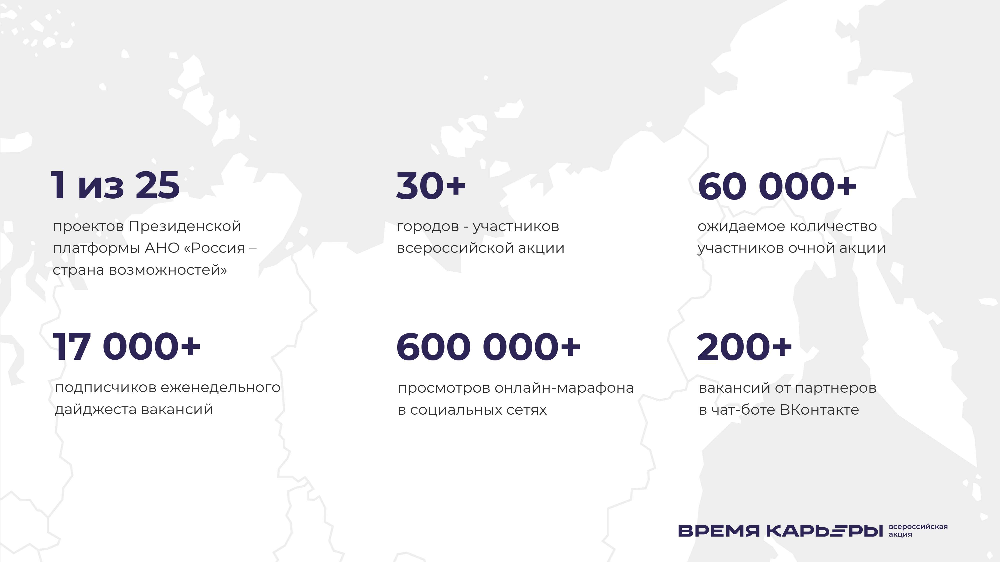 1 из 25
проектов Президенской
платформы АНО «Россия –
страна возможностей»
30+
городов - участников
всероссийской акции
60 000+
ожидаемое количество
участников очной акции
17 000+
подписчиков еженедельного
дайджеста вакансий
600 000+
просмотров онлайн-марафона
в социальных сетях
200+
вакансий от партнеров
в чат-боте ВКонтакте
ВРЕМЯ КАРЬЕРЫ
всероссийская
акция